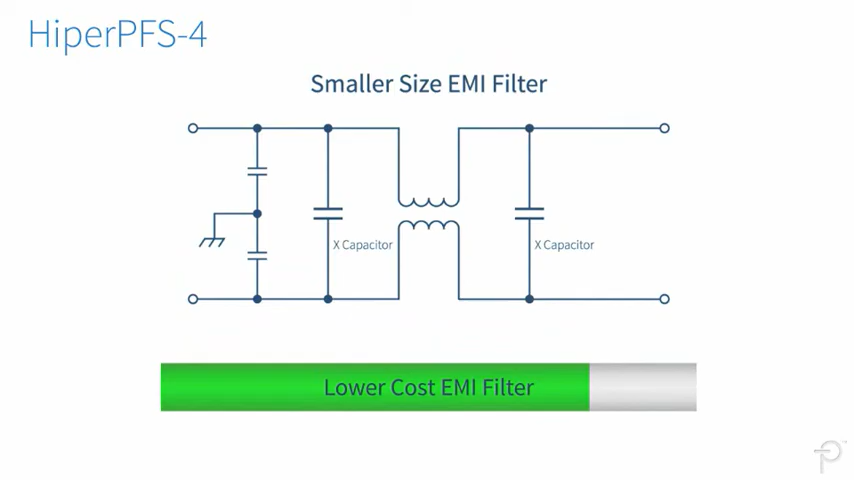 HiperPFS-4
Smaller Size EMI Filter
X Capacitor
X Capacitor
Lower Cost EMI Filter